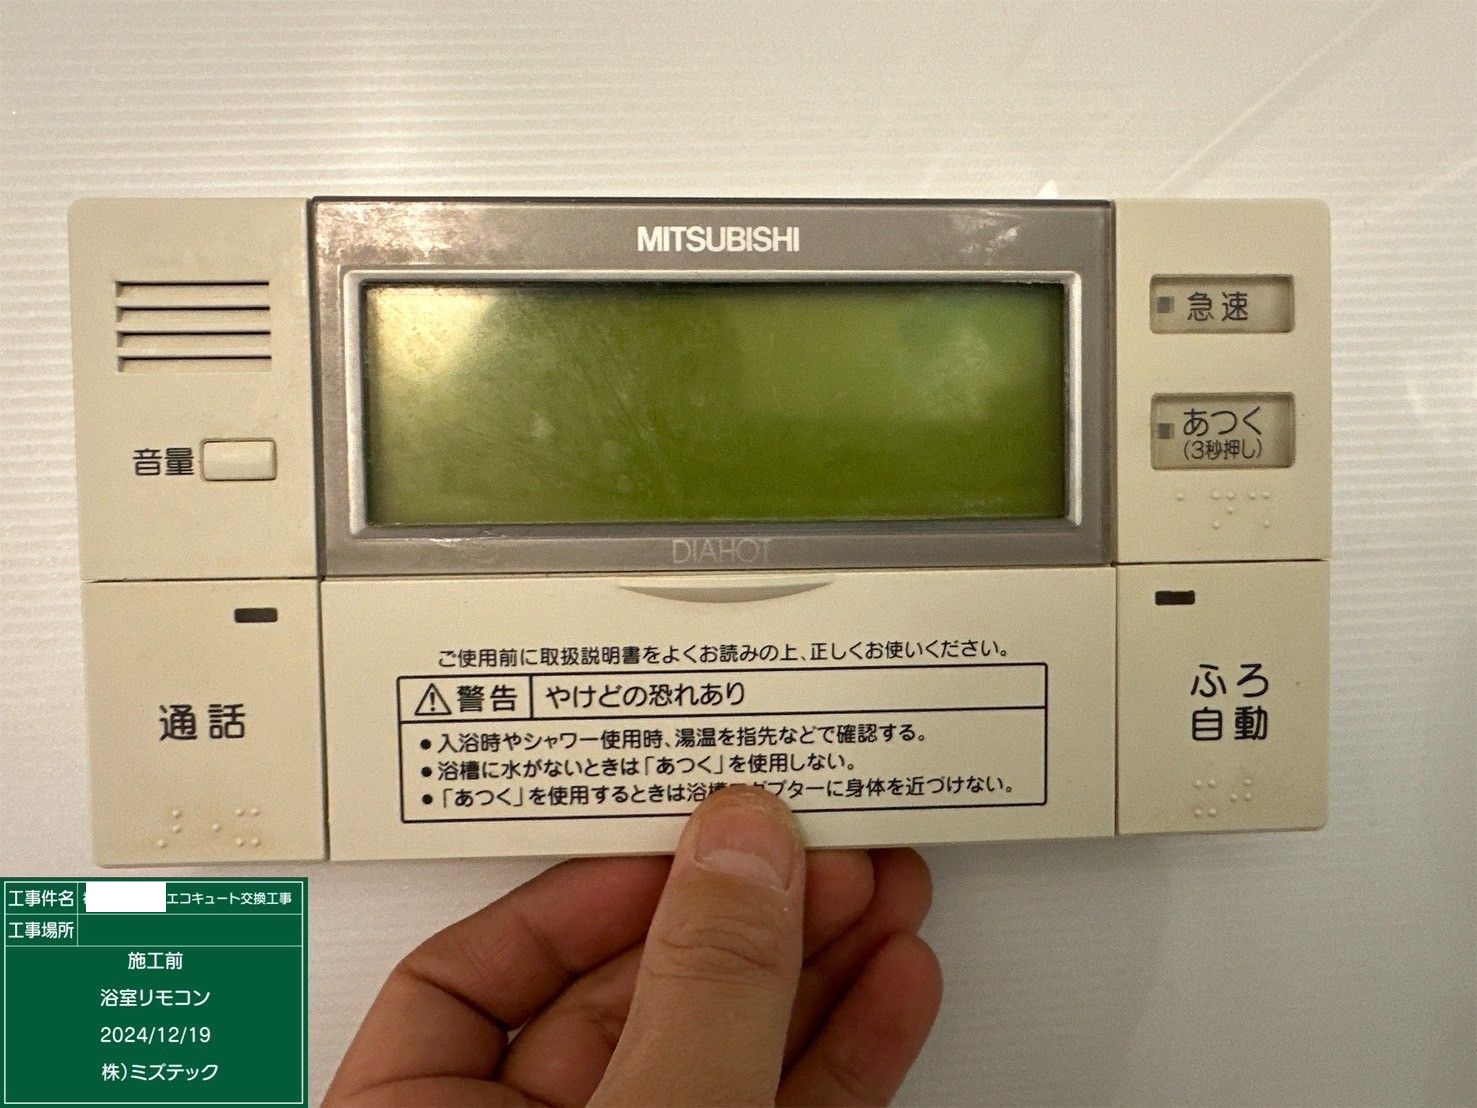 MITSUBISHI
急速
あつく
(3秒押し)
音量
DIAHOT
通話
ふろ
自動
ご使用前に取扱説明書をよくお読みの上、正しくお使いください。
⚠警告 やけどの恐れあり
●入浴時やシャワー使用時、湯温を指先などで確認する。
●浴槽に水がないときは「あつく」を使用しない。
●「あつく」を使用するときは浴槽アダプターに身体を近づけない。
工事件名 エコキュート交換工事
工事場所
施工前
浴室リモコン
2024/12/19
株)ミズテック